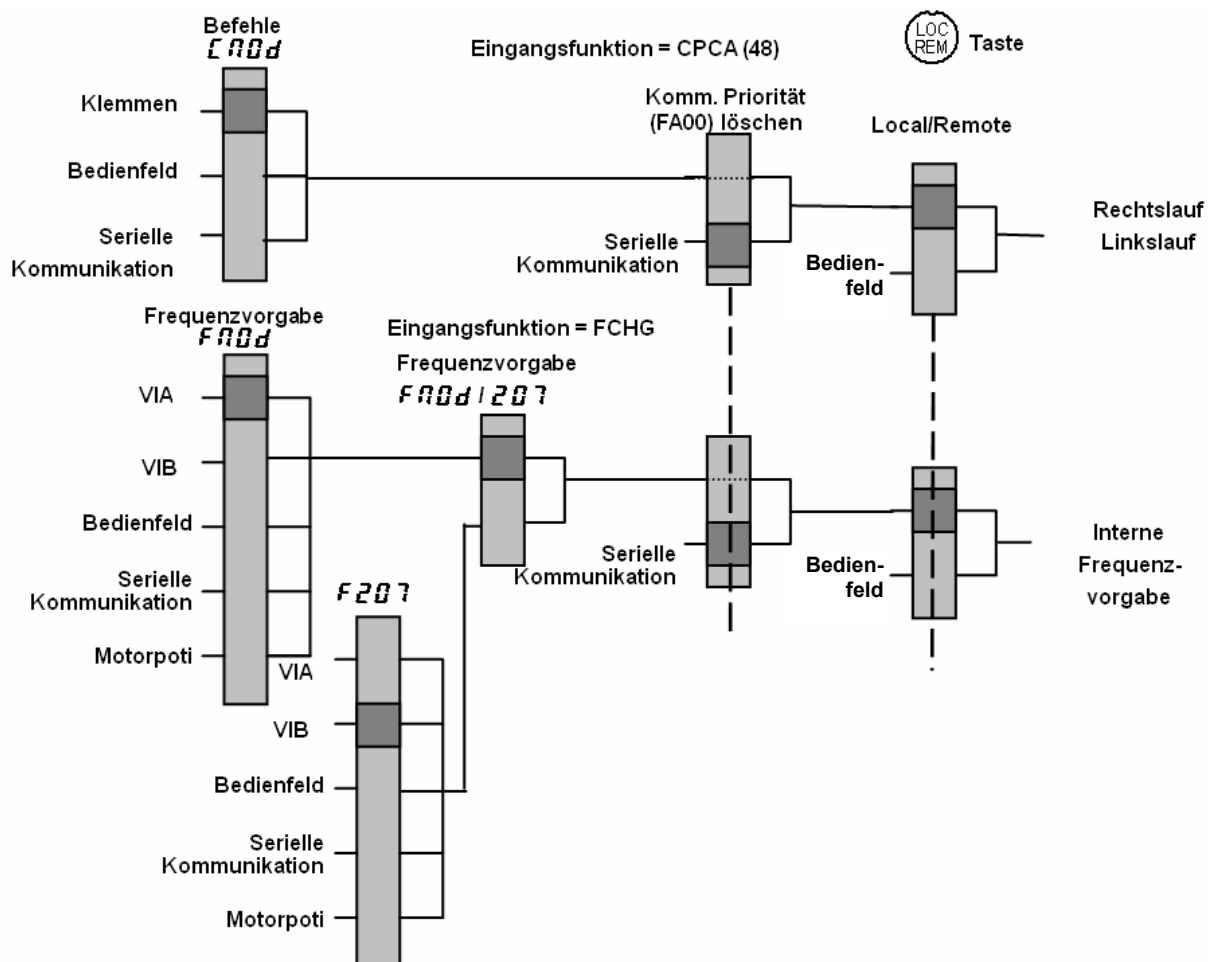 Befehle
CMOd
Eingangsfunktion = CPCA (48)
LOC
REM
Taste
Klemmen
Komm. Priorität
(FA00) löschen
Local/Remote
Bedienfeld
Serielle
Kommunikation
Serielle
Kommunikation
Bedien-
feld
Rechtslauf
Linkslauf
Frequenzvorgabe
FMOd
Eingangsfunktion = FCHG
Frequenzvorgabe
FMOd / 207
VIA
VIB
Bedienfeld
Serielle
Kommunikation
Motorpoti
Serielle
Kommunikation
Bedien-
feld
Interne
Frequenz-
vorgabe
F207
VIA
VIB
Bedienfeld
Serielle
Kommunikation
Motorpoti